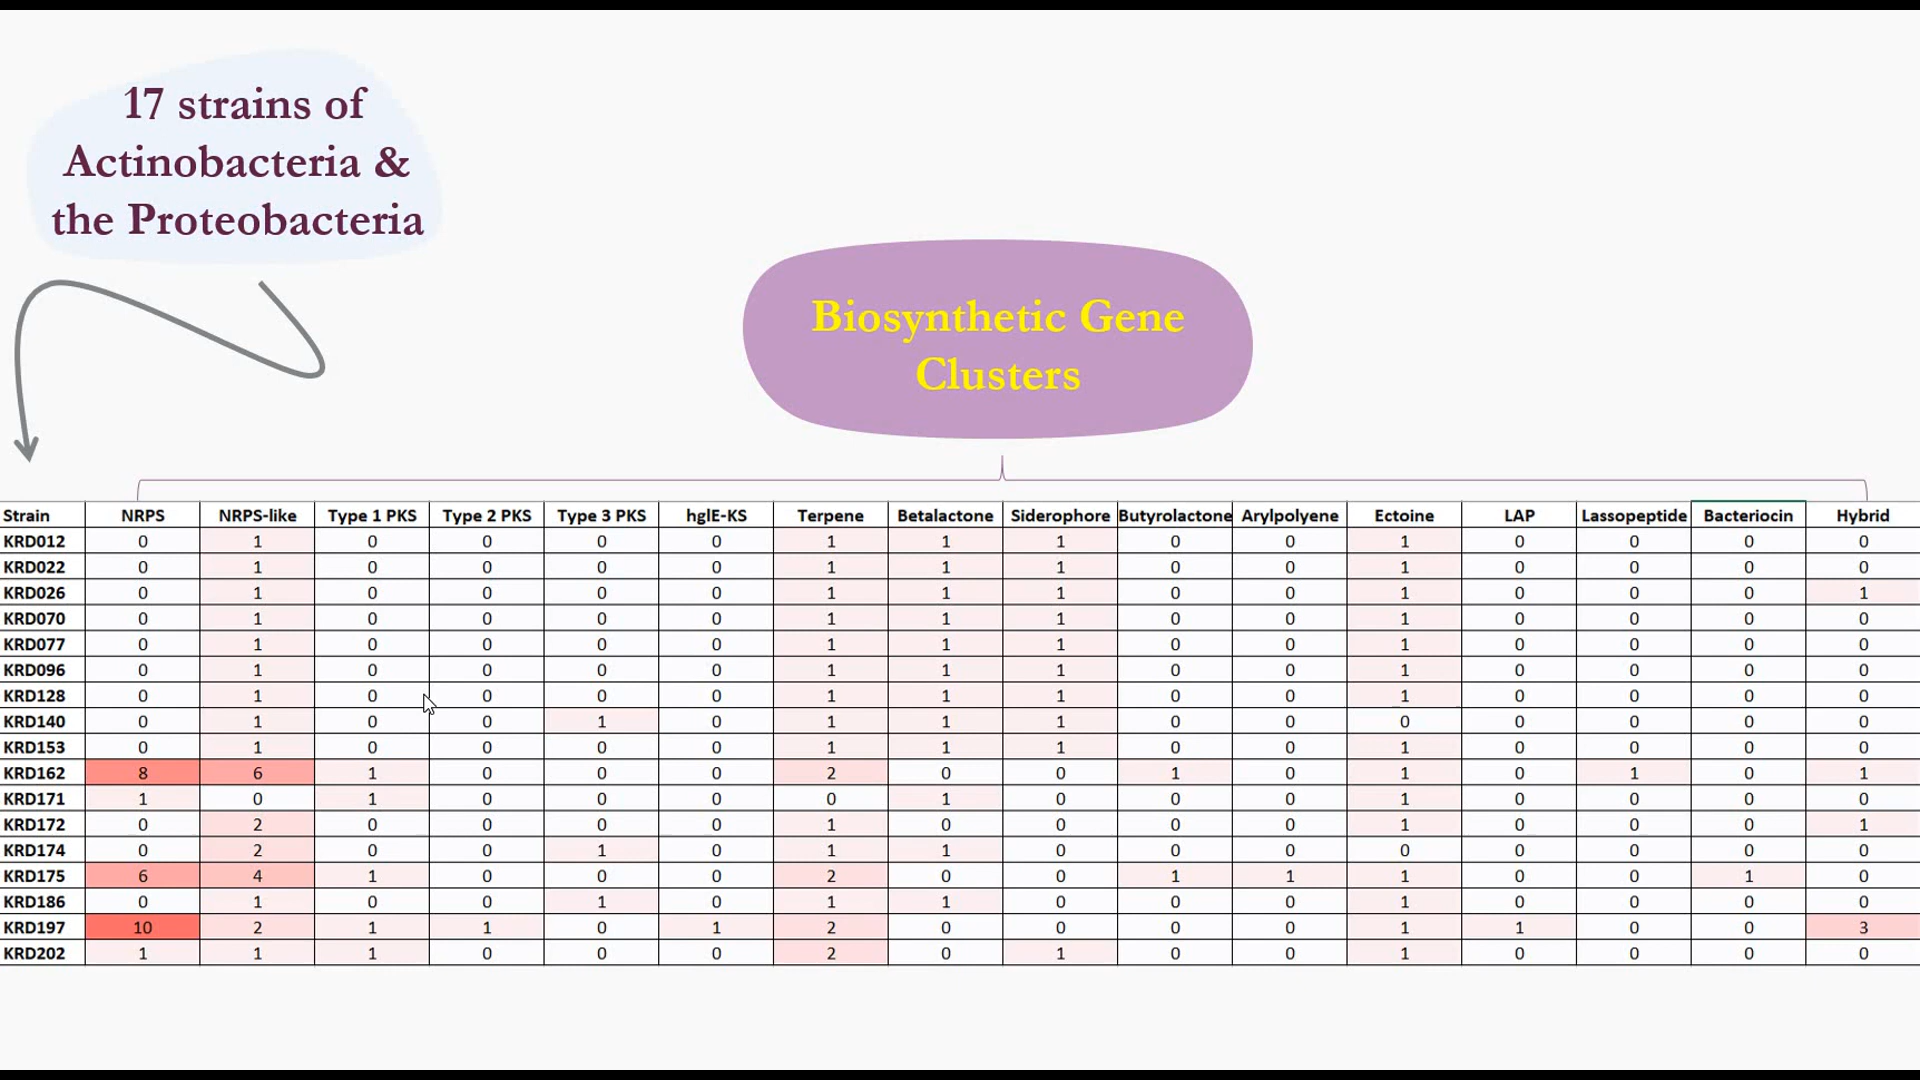 17 strains of
Actinobacteria &
the Proteobacteria
Biosynthetic Gene
Clusters
Strain NRPS NRPS-like Type 1 PKS Type 2 PKS Type 3 PKS hglE-KS Terpene Betalactone Siderophore Butyrolactone Arylpolyene Ectoine LAP Lassopeptide Bacteriocin Hybrid
KRD012 0 1 0 0 0 0 1 1 1 0 0 1 0 0 0 0
KRD022 0 1 0 0 0 0 1 1 1 0 0 1 0 0 0 0
KRD026 0 1 0 0 0 0 1 1 1 0 0 1 0 0 0 1
KRD070 0 1 0 0 0 0 1 1 1 0 0 1 0 0 0 0
KRD077 0 1 0 0 0 0 1 1 1 0 0 1 0 0 0 0
KRD096 0 1 0 0 0 0 1 1 1 0 0 1 0 0 0 0
KRD128 0 1 0 0 0 0 1 1 1 0 0 1 0 0 0 0
KRD140 0 1 0 0 1 0 1 1 1 0 0 0 0 0 0 0
KRD153 0 1 0 0 0 0 1 1 1 0 0 1 0 0 0 0
KRD162 8 6 1 0 0 0 2 0 0 1 0 1 0 1 0 1
KRD171 1 0 1 0 0 0 0 1 0 0 0 1 0 0 0 0
KRD172 0 2 0 0 0 0 1 0 0 0 0 1 0 0 0 1
KRD174 0 2 0 0 1 0 1 1 0 0 0 0 0 0 0 0
KRD175 6 4 1 0 0 0 2 0 0 1 1 1 0 0 1 0
KRD186 0 1 0 0 1 0 1 1 0 0 0 1 0 0 0 0
KRD197 10 2 1 1 0 1 2 0 0 0 0 1 1 0 0 3
KRD202 1 1 1 0 0 0 2 0 1 0 0 1 0 0 0 0